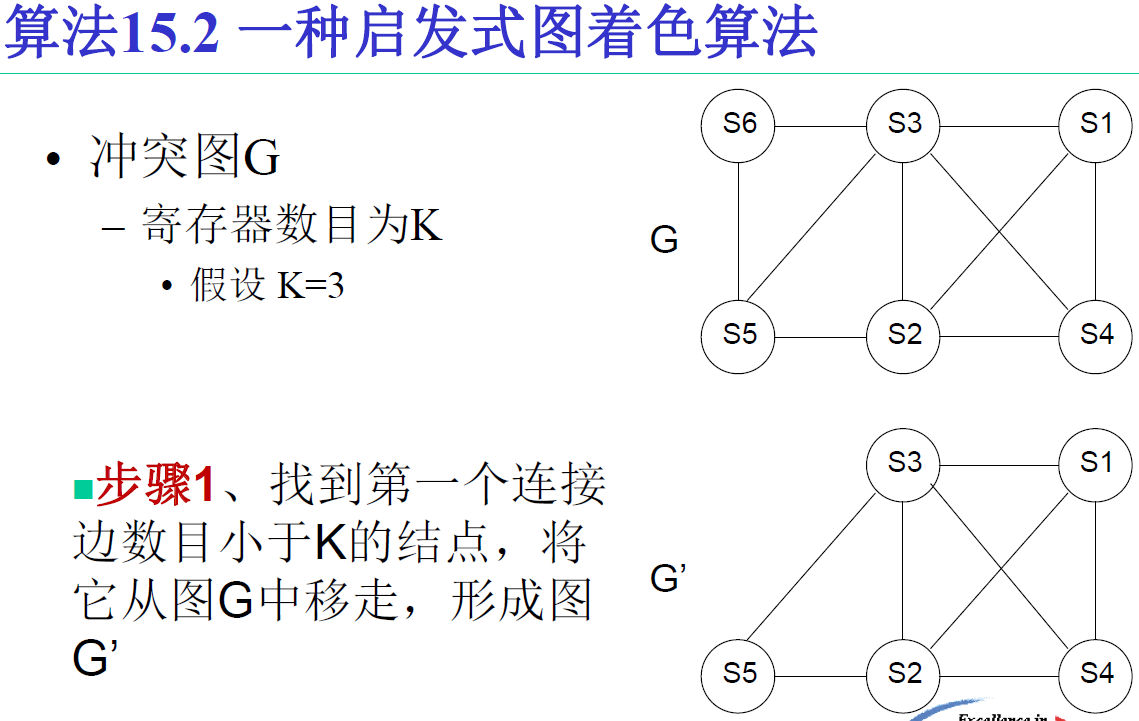 算法15.2 一种启发式图着色算法
• 冲突图G
– 寄存器数目为K
• 假设 K=3
■步骤1、找到第一个连接
边数目小于K的结点，将
它从图G中移走，形成图
G’
G
S6 S3 S1
S5 S2 S4
G’
S3 S1
S5 S2 S4
Excellence in